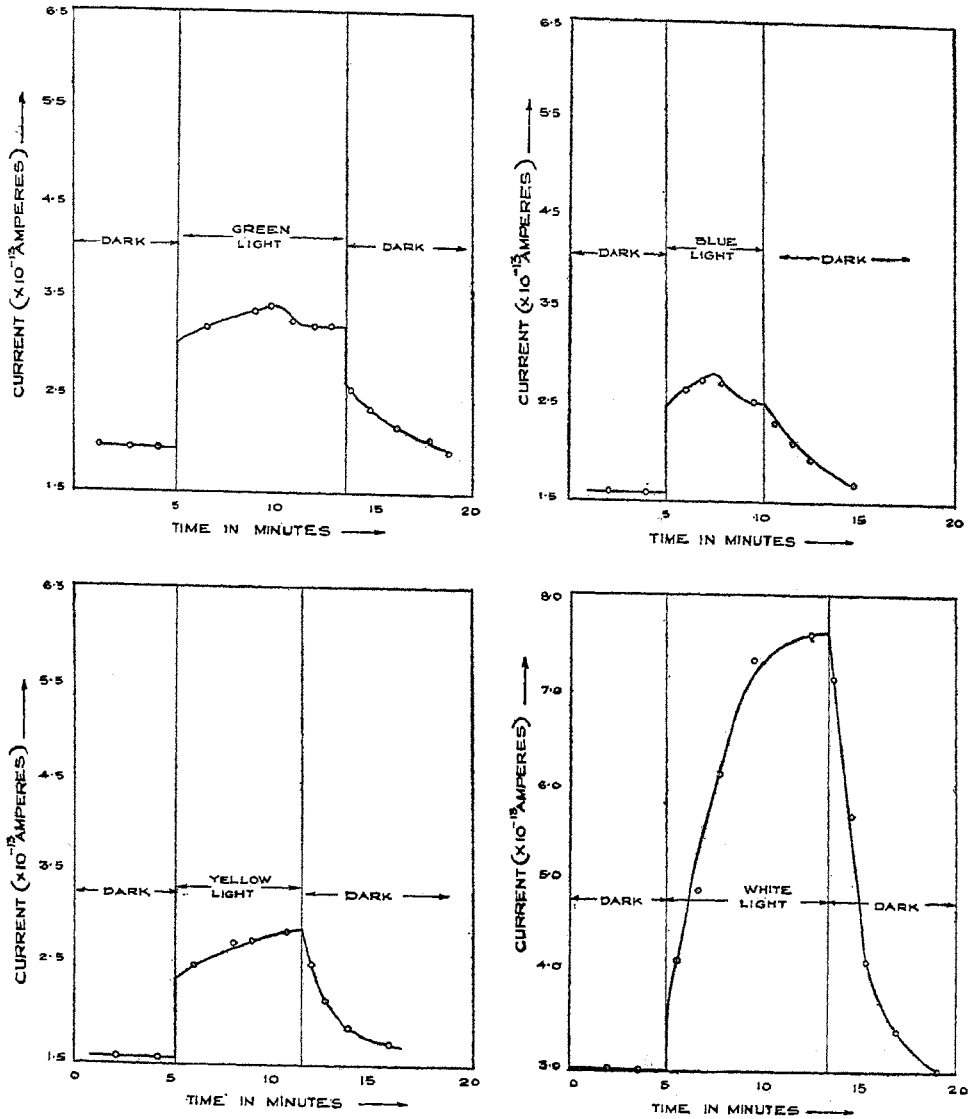 6.5
5.5
4.5
3.5
2.5
1.5
CURRENT (×10⁻¹³ AMPERES)
DARK
GREEN
LIGHT
DARK
5
10
15
20
TIME IN MINUTES
6.5
5.5
4.5
3.5
2.5
1.5
CURRENT (×10⁻¹³ AMPERES)
DARK
BLUE
LIGHT
DARK
5
10
15
20
TIME IN MINUTES
6.5
5.5
4.5
3.5
2.5
1.5
CURRENT (×10⁻¹³ AMPERES)
DARK
YELLOW
LIGHT
DARK
0
5
10
15
20
TIME IN MINUTES
8.0
7.0
6.0
5.0
4.0
3.0
CURRENT (×10⁻¹³ AMPERES)
DARK
WHITE
LIGHT
DARK
0
5
10
15
20
TIME IN MINUTES